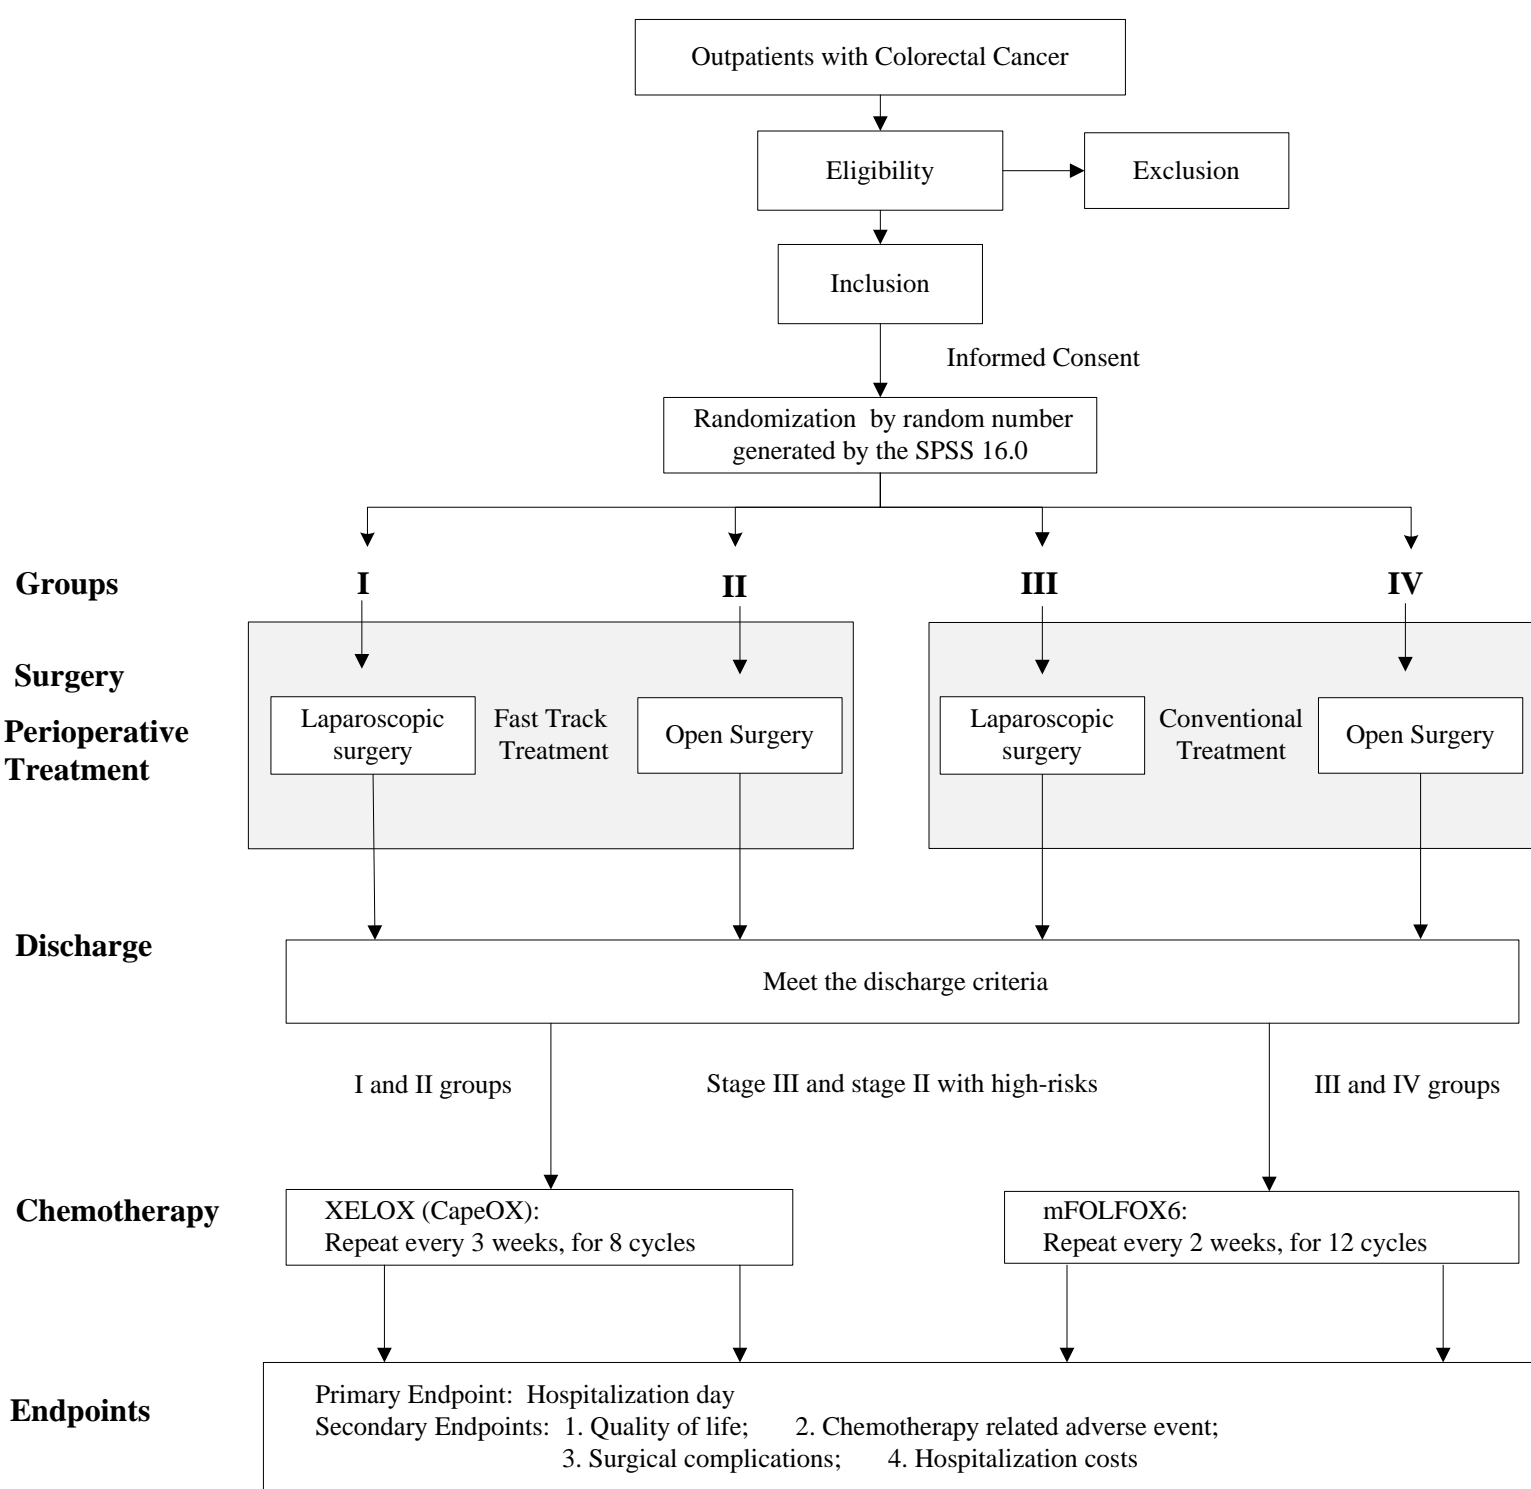 Outpatients with Colorectal Cancer
Eligibility
Exclusion
Inclusion
Informed Consent
Randomization by random number
generated by the SPSS 16.0
Groups
I
II
III
IV
Surgery
Perioperative
Treatment
Laparoscopic
surgery
Fast Track
Treatment
Open Surgery
Laparoscopic
surgery
Conventional
Treatment
Open Surgery
Discharge
Meet the discharge criteria
I and II groups
Stage III and stage II with high-risks
III and IV groups
Chemotherapy
XELOX (CapeOX):
Repeat every 3 weeks, for 8 cycles
mFOLFOX6:
Repeat every 2 weeks, for 12 cycles
Endpoints
Primary Endpoint: Hospitalization day
Secondary Endpoints: 1. Quality of life; 2. Chemotherapy related adverse event;
3. Surgical complications; 4. Hospitalization costs